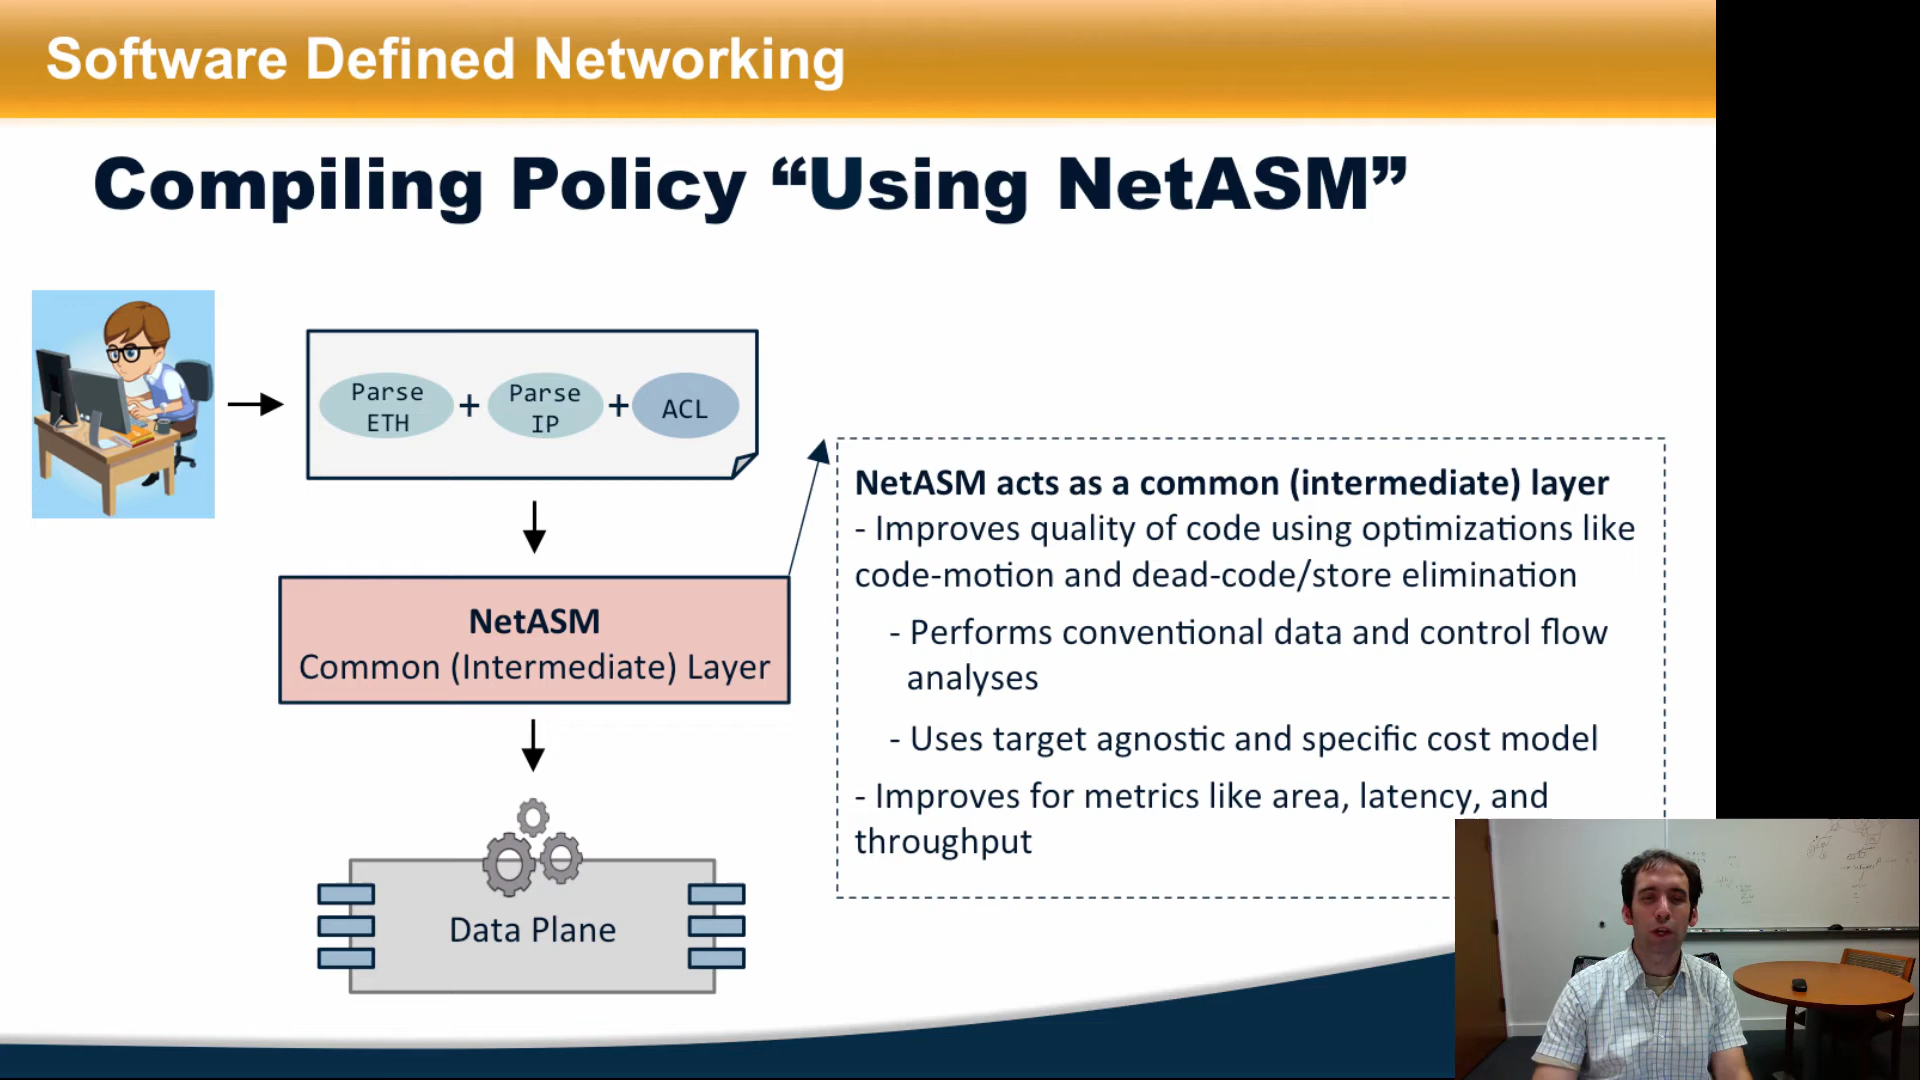 Software Defined Networking
Compiling Policy “Using NetASM”
Parse
ETH
+
Parse
IP
+
ACL
NetASM
Common (Intermediate) Layer
Data Plane
NetASM acts as a common (intermediate) layer
- Improves quality of code using optimizations like
code-motion and dead-code/store elimination
- Performs conventional data and control flow
analyses
- Uses target agnostic and specific cost model
- Improves for metrics like area, latency, and
throughput